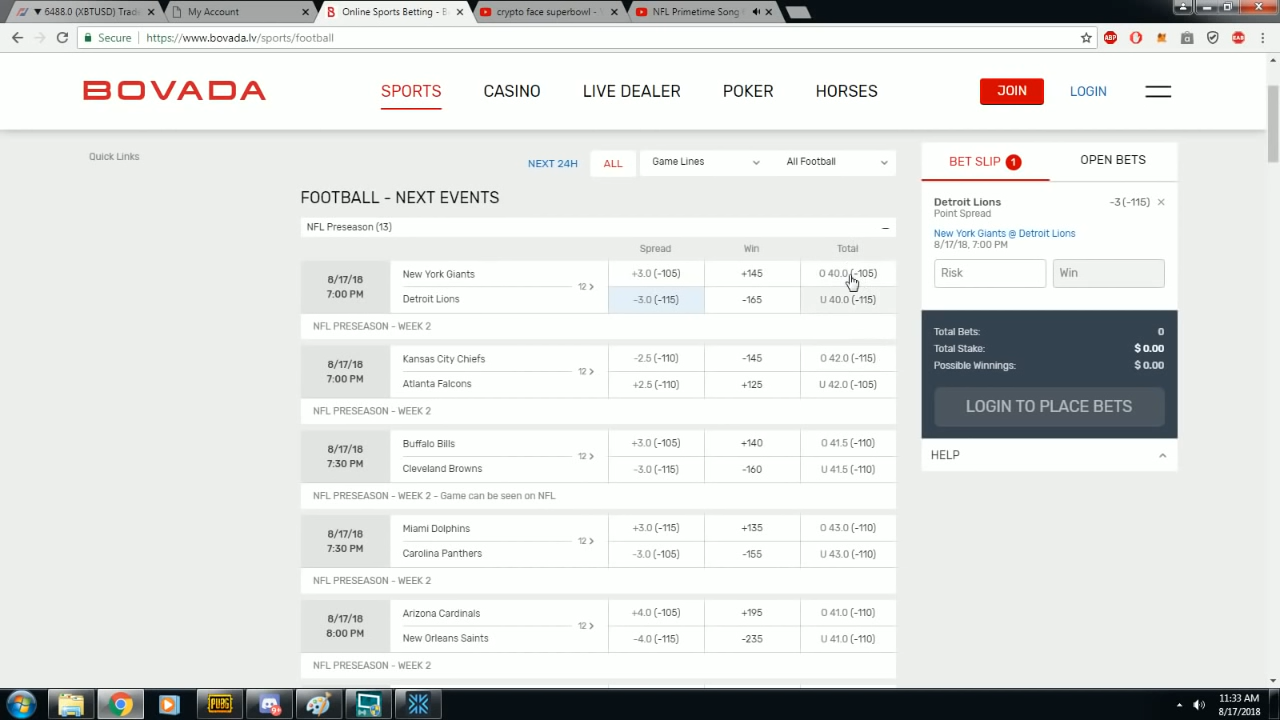 ▼ 6488.0 (XBTUSD) Trade
My Account
Online Sports Betting - B
crypto face superbowl - Y
NFL Primetime Song
Secure
https://www.bovada.lv/sports/football
ABP
BOVADA
SPORTS
CASINO
LIVE DEALER
POKER
HORSES
JOIN
LOGIN
Quick Links
NEXT 24H
ALL
Game Lines
All Football
BET SLIP 1
OPEN BETS
FOOTBALL - NEXT EVENTS
NFL Preseason (13)
Spread Win Total
8/17/18
7:00 PM
New York Giants +3.0 (-105) +145 O 40.0 (-105)
12 >
Detroit Lions -3.0 (-115) -165 U 40.0 (-115)
NFL PRESEASON - WEEK 2
8/17/18
7:00 PM
Kansas City Chiefs -2.5 (-110) -145 O 42.0 (-115)
12 >
Atlanta Falcons +2.5 (-110) +125 U 42.0 (-105)
NFL PRESEASON - WEEK 2
8/17/18
7:30 PM
Buffalo Bills +3.0 (-105) +140 O 41.5 (-110)
12 >
Cleveland Browns -3.0 (-115) -160 U 41.5 (-110)
NFL PRESEASON - WEEK 2 - Game can be seen on NFL
8/17/18
7:30 PM
Miami Dolphins +3.0 (-115) +135 O 43.0 (-110)
12 >
Carolina Panthers -3.0 (-105) -155 U 43.0 (-110)
NFL PRESEASON - WEEK 2
8/17/18
8:00 PM
Arizona Cardinals +4.0 (-105) +195 O 41.0 (-110)
12 >
New Orleans Saints -4.0 (-115) -235 U 41.0 (-110)
NFL PRESEASON - WEEK 2
Detroit Lions -3 (-115)
Point Spread
New York Giants @ Detroit Lions
8/17/18, 7:00 PM
Risk
Win
Total Bets: 0
Total Stake: $ 0.00
Possible Winnings: $ 0.00
LOGIN TO PLACE BETS
HELP
PUBG
9+
11:33 AM
8/17/2018